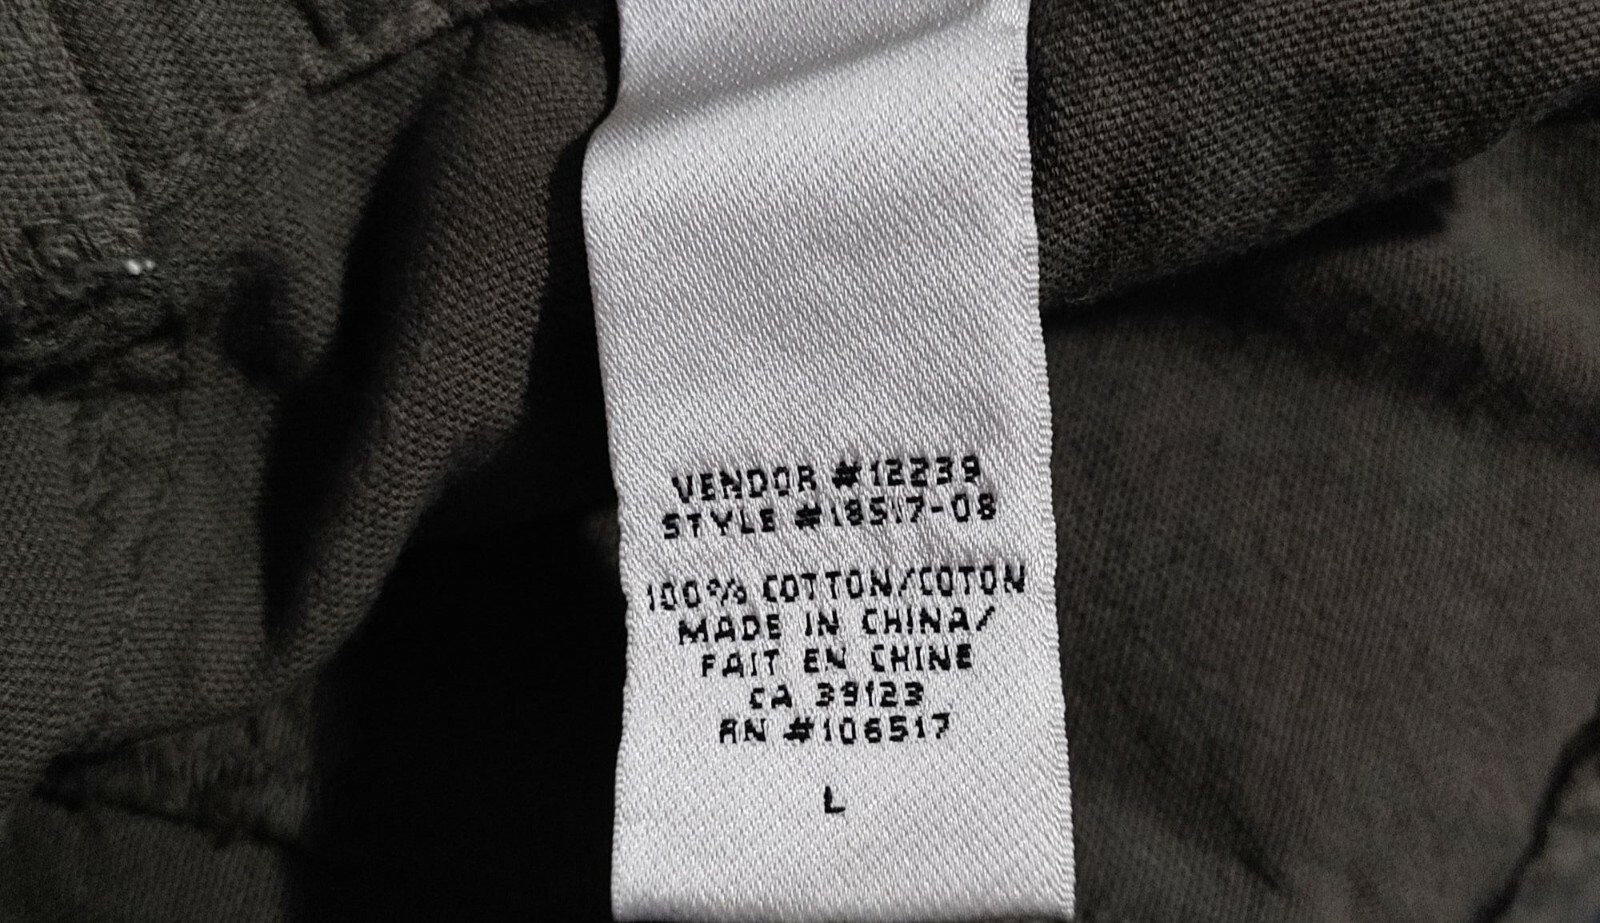 VENDOR #12239
STYLE #18517-08
100% COTTON/COTON
MADE IN CHINA/
FAIT EN CHINE
CA 39123
RN #106517
L